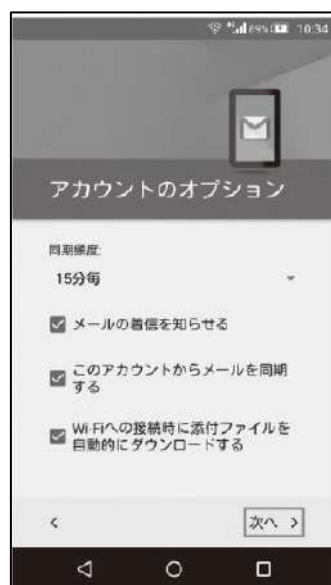 89% 10:34
アカウントのオプション
同期頻度:
15分毎
メールの着信を知らせる
このアカウントからメールを同期
する
Wi-Fiへの接続時に添付ファイルを
自動的にダウンロードする
次へ